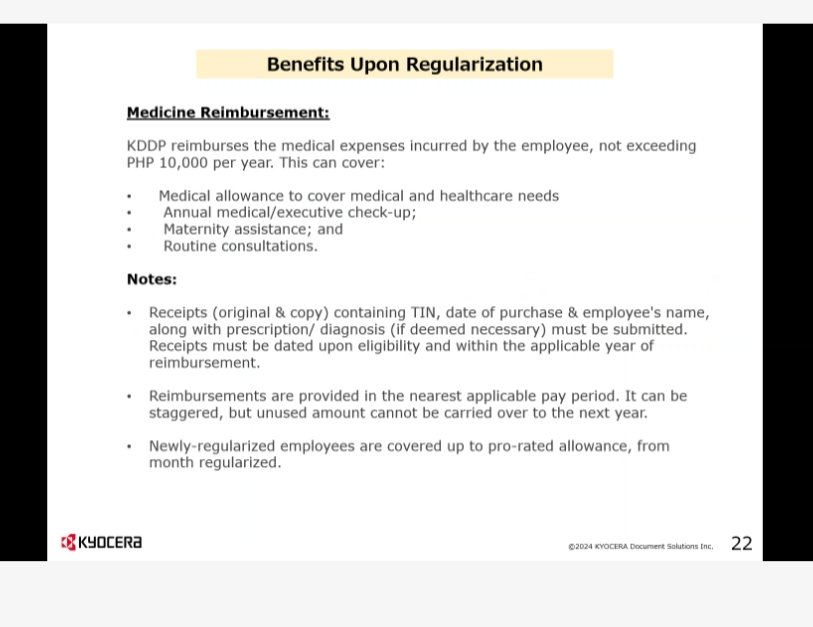 Benefits Upon Regularization
Medicine Reimbursement:
KDDP reimburses the medical expenses incurred by the employee, not exceeding
PHP 10,000 per year. This can cover:
• Medical allowance to cover medical and healthcare needs
• Annual medical/executive check-up;
• Maternity assistance; and
• Routine consultations.
Notes:
• Receipts (original & copy) containing TIN, date of purchase & employee's name,
along with prescription/ diagnosis (if deemed necessary) must be submitted.
Receipts must be dated upon eligibility and within the applicable year of
reimbursement.
• Reimbursements are provided in the nearest applicable pay period. It can be
staggered, but unused amount cannot be carried over to the next year.
• Newly-regularized employees are covered up to pro-rated allowance, from
month regularized.
KYOCERA
©2024 KYOCERA Document Solutions Inc.
22